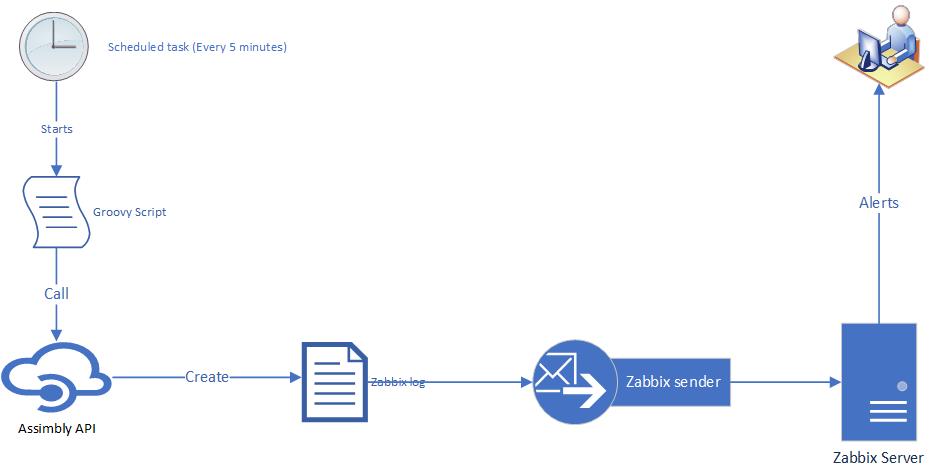 Scheduled task (Every 5 minutes)
Starts
Groovy Script
Alerts
Call
Create
Zabbix log
Zabbix sender
Assimbly API
Zabbix Server